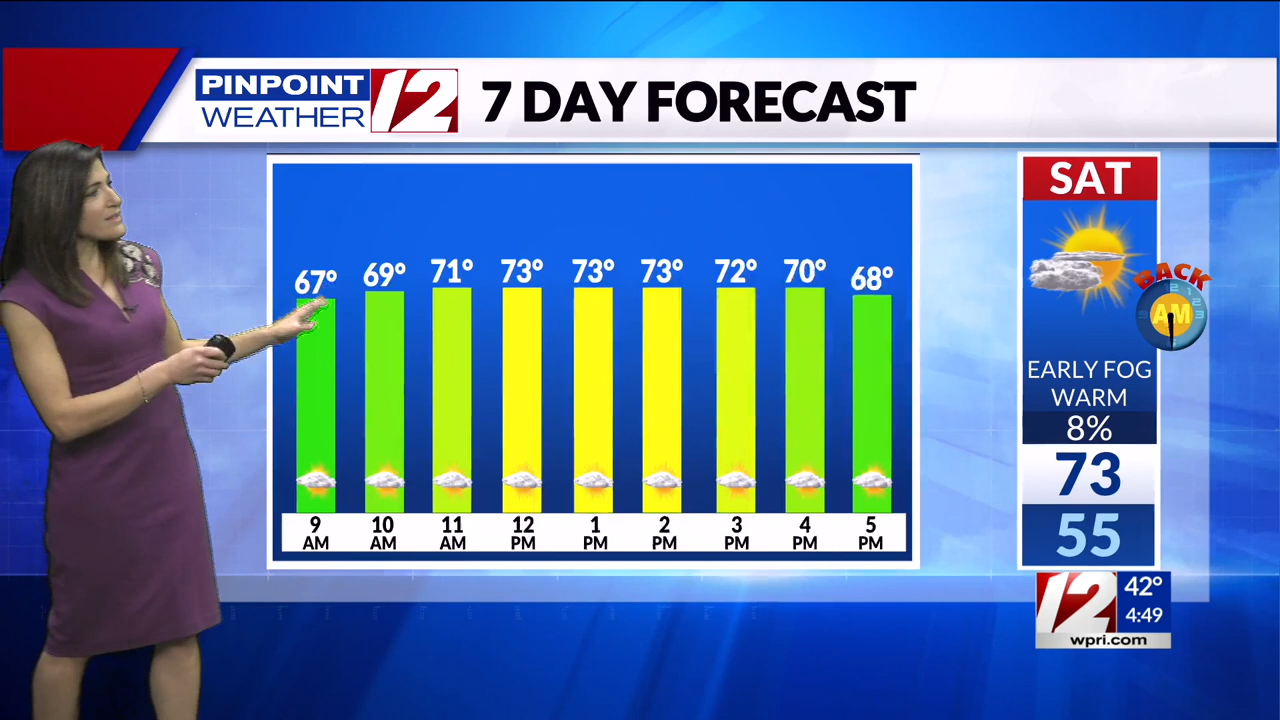 PINPOINT
WEATHER
12
7 DAY FORECAST
SAT
67° 69° 71° 73° 73° 73° 72° 70° 68°
BACK
AM
EARLY FOG
WARM
8%
73
55
9 10 11 12 1 2 3 4 5
AM AM AM PM PM PM PM PM PM
12
42°
4:49
wpri.com